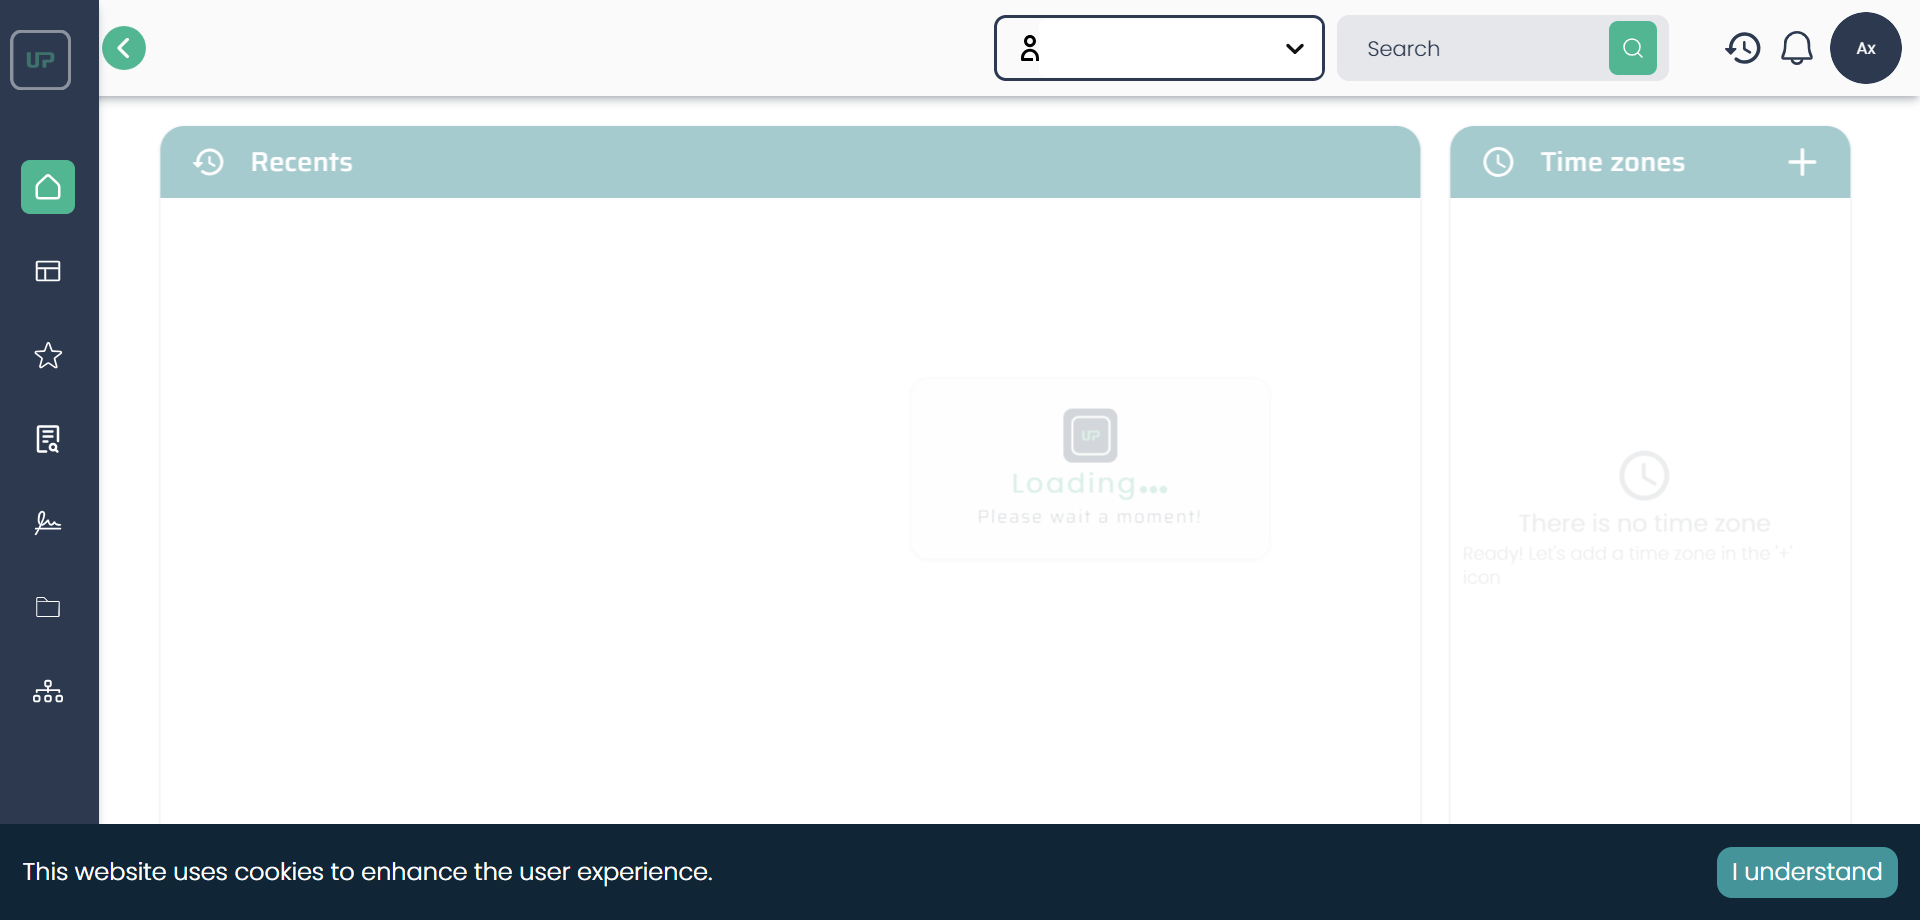 UP
Search
Ax
Recents
Time zones
UP
Loading...
Please wait a moment!
There is no time zone
Ready! Let's add a time zone in the '+'
icon
This website uses cookies to enhance the user experience.
I understand